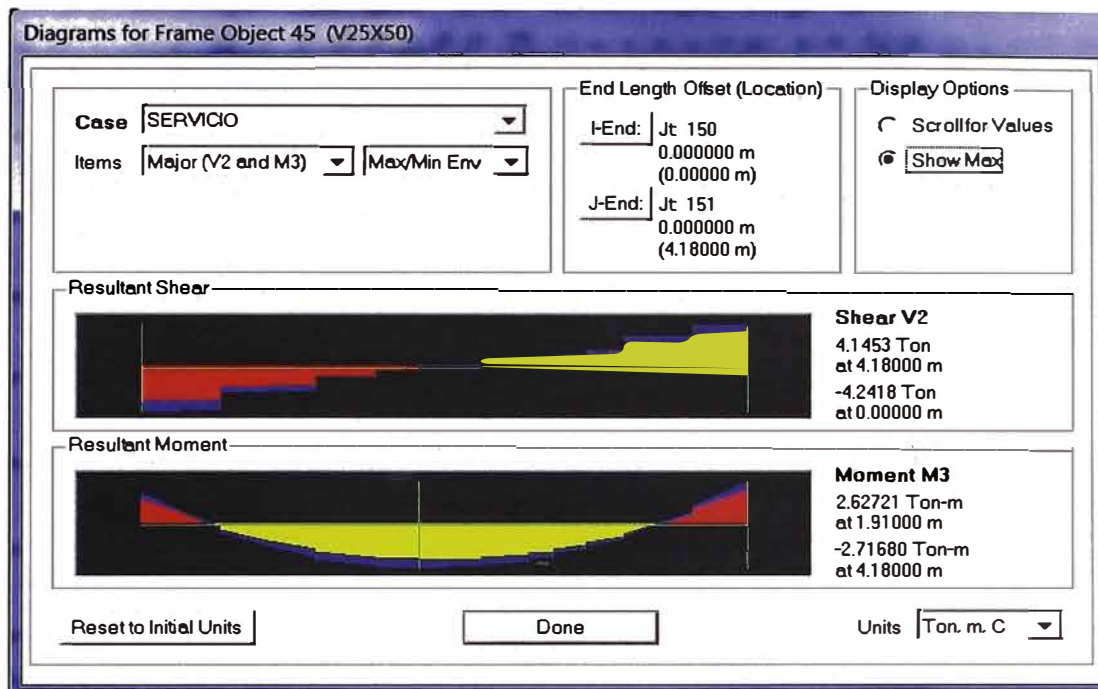 Diagrams for Frame Object 45 (V25X50)
Case SERVICIO
Items Major (V2 and M3) Max/Min Env
End Length Offset (Location)
I-End: Jt: 150
0.000000 m
(0.00000 m)
J-End: Jt: 151
0.000000 m
(4.18000 m)
Display Options
Scroll for Values
Show Max
Resultant Shear
Shear V2
4.1453 Ton
at 4.18000 m
-4.2418 Ton
at 0.00000 m
Resultant Moment
Moment M3
2.62721 Ton-m
at 1.91000 m
-2.71680 Ton-m
at 4.18000 m
Reset to Initial Units
Done
Units Ton, m, C